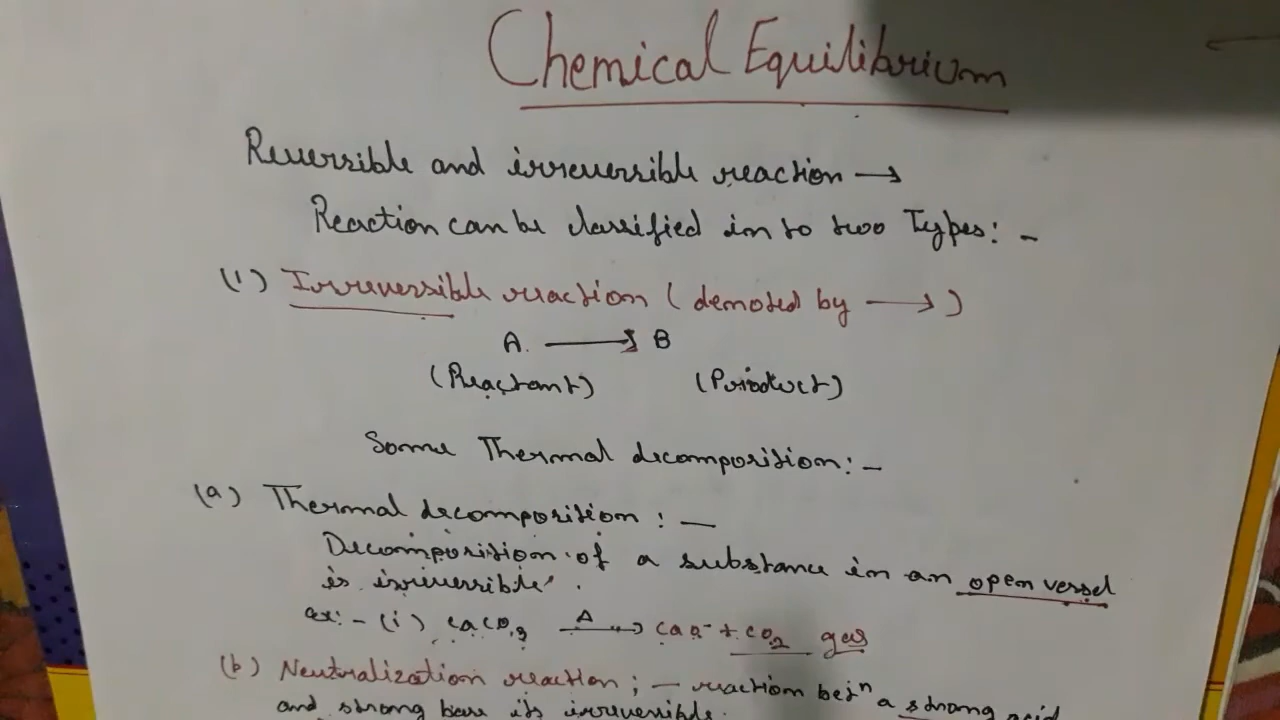 Chemical Equilibrium
Reversible and irreversible reaction →
Reaction can be classified in to two Types: -
(1) Irreversible reaction (denoted by ⟶ )
A ⟶ B
(Reactant) (Product)
Some Thermal decomposition: -
(a) Thermal decomposition : —
Decomposition of a substance in an open vessel
is irreversible .
ex: - (i) CaCO3 Δ⟶ CaO + CO2 gas
(b) Neutralization reaction ; — reaction betⁿ a strong acid
and strong base its irreversible.